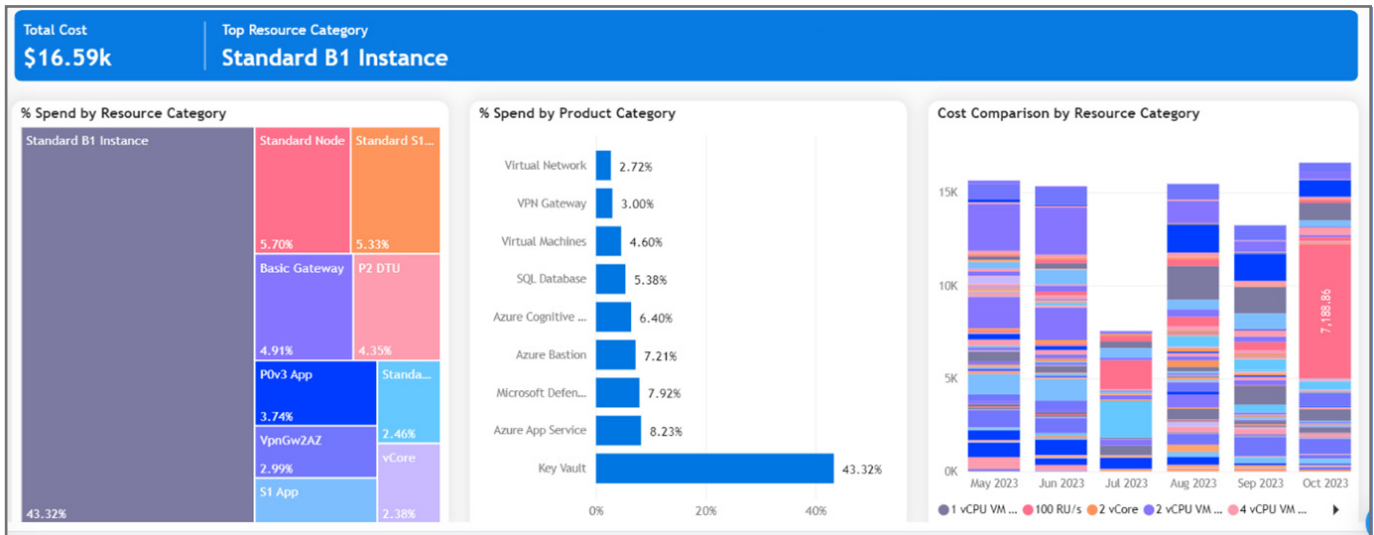 Total Cost
$16.59k
Top Resource Category
Standard B1 Instance
% Spend by Resource Category
Standard B1 Instance
43.32%
Standard Node
5.70%
Standard S1...
5.33%
Basic Gateway
4.91%
P2 DTU
4.35%
P0v3 App
3.74%
Standa...
2.46%
VpnGw2AZ
2.99%
vCore
2.38%
S1 App
% Spend by Product Category
Virtual Network 2.72%
VPN Gateway 3.00%
Virtual Machines 4.60%
SQL Database 5.38%
Azure Cognitive ... 6.40%
Azure Bastion 7.21%
Microsoft Defen... 7.92%
Azure App Service 8.23%
Key Vault 43.32%
0% 20% 40%
Cost Comparison by Resource Category
15K
10K
5K
0K
7,188.86
May 2023 Jun 2023 Jul 2023 Aug 2023 Sep 2023 Oct 2023
1 vCPU VM ... 100 RU/s 2 vCore 2 vCPU VM ... 4 vCPU VM ...